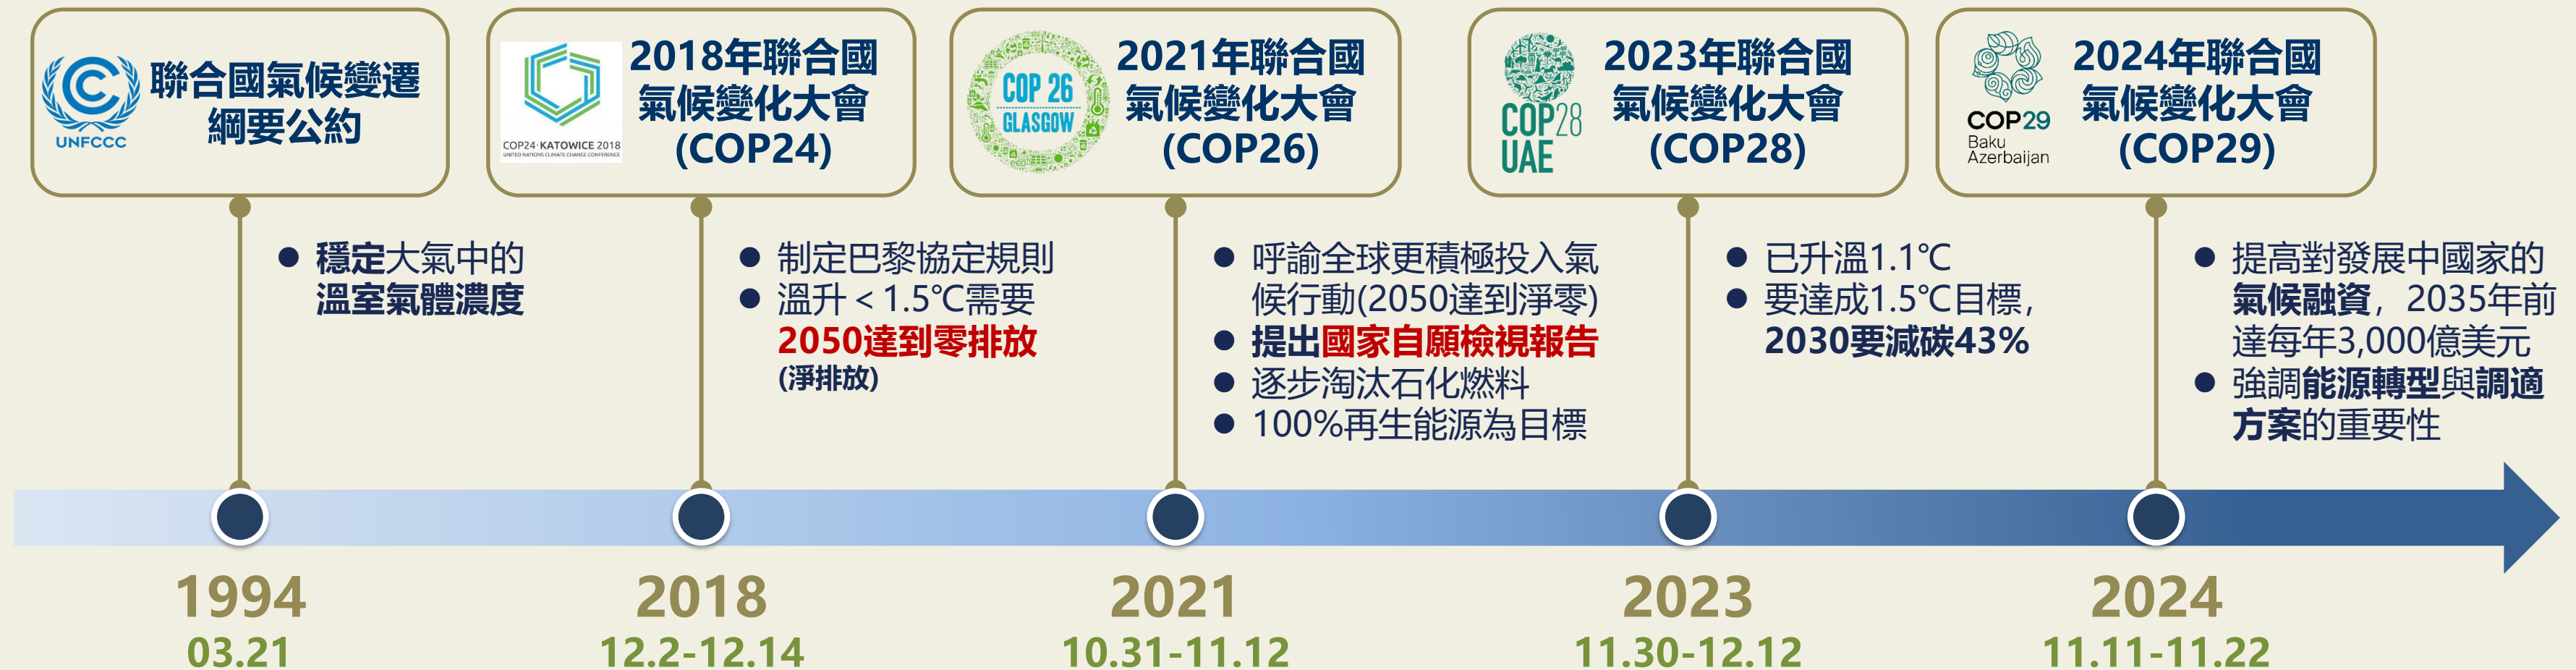 UNFCCC
聯合國氣候變遷
綱要公約
COP24·KATOWICE 2018
UNITED NATIONS CLIMATE CHANGE CONFERENCE
2018年聯合國
氣候變化大會
(COP24)
COP 26
GLASGOW
eco
2021年聯合國
氣候變化大會
(COP26)
COP28
UAE
2023年聯合國
氣候變化大會
(COP28)
COP29
Baku
Azerbaijan
2024年聯合國
氣候變化大會
(COP29)
● 穩定大氣中的
溫室氣體濃度
● 制定巴黎協定規則
● 溫升＜1.5℃需要
2050達到零排放
(淨排放)
● 呼諭全球更積極投入氣
候行動(2050達到淨零)
● 提出國家自願檢視報告
● 逐步淘汰石化燃料
● 100%再生能源為目標
● 已升溫1.1℃
● 要達成1.5℃目標，
2030要減碳43%
● 提高對發展中國家的
氣候融資，2035年前
達每年3,000億美元
● 強調能源轉型與調適
方案的重要性
1994
03.21
2018
12.2-12.14
2021
10.31-11.12
2023
11.30-12.12
2024
11.11-11.22